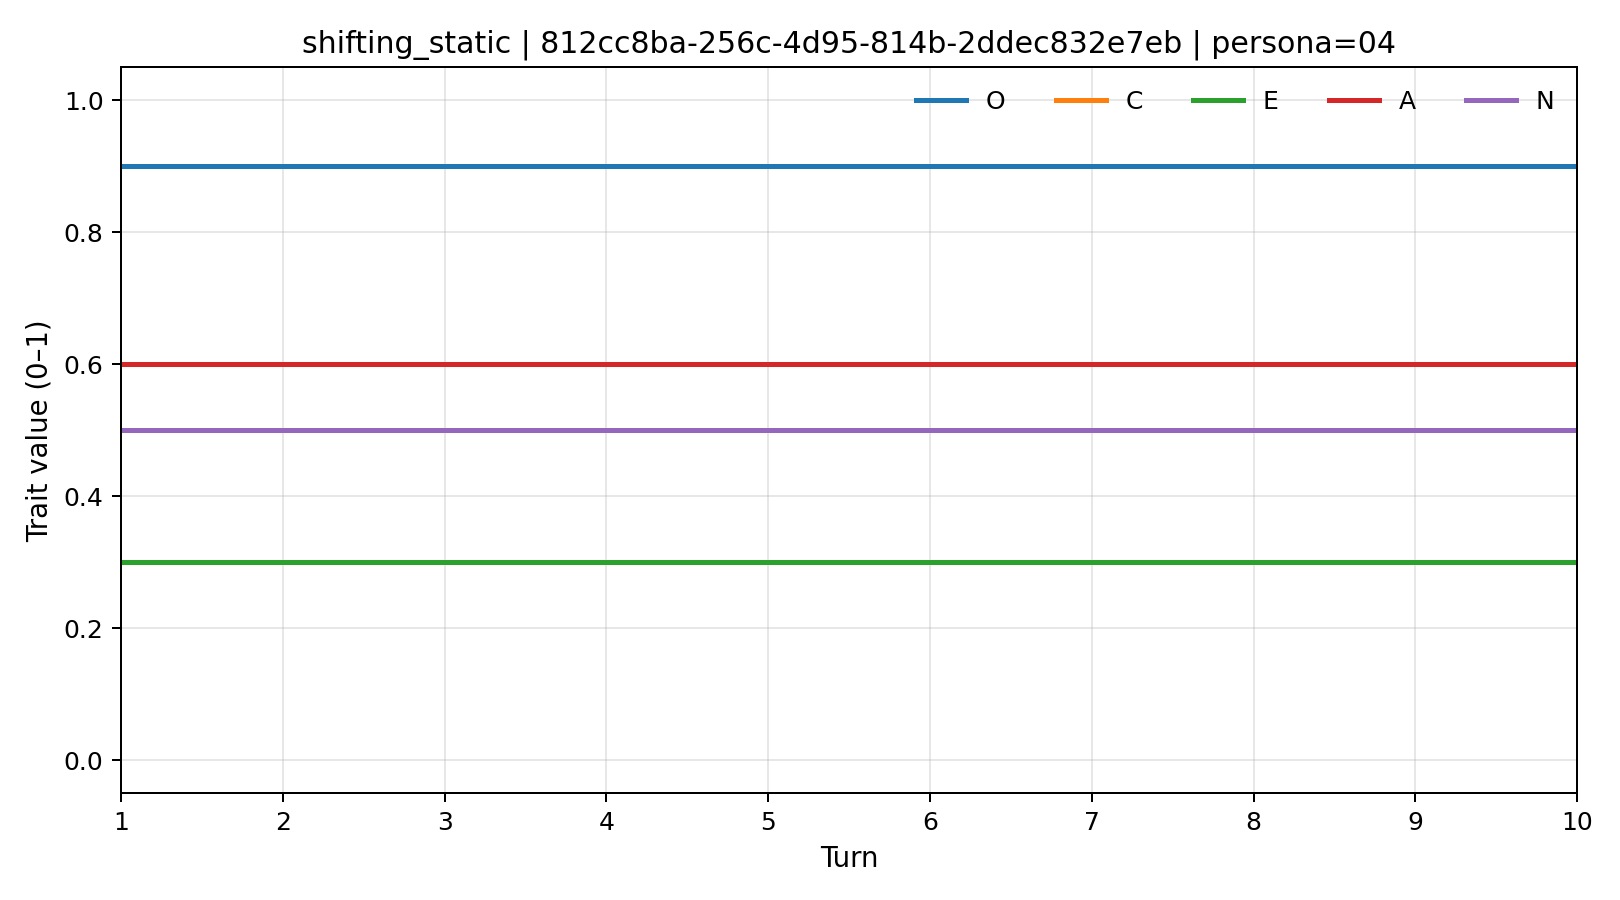 shifting_static | 812cc8ba-256c-4d95-814b-2ddec832e7eb | persona=04
O C E A N
Trait value (0–1)
1.0
0.8
0.6
0.4
0.2
0.0
1 2 3 4 5 6 7 8 9 10
Turn